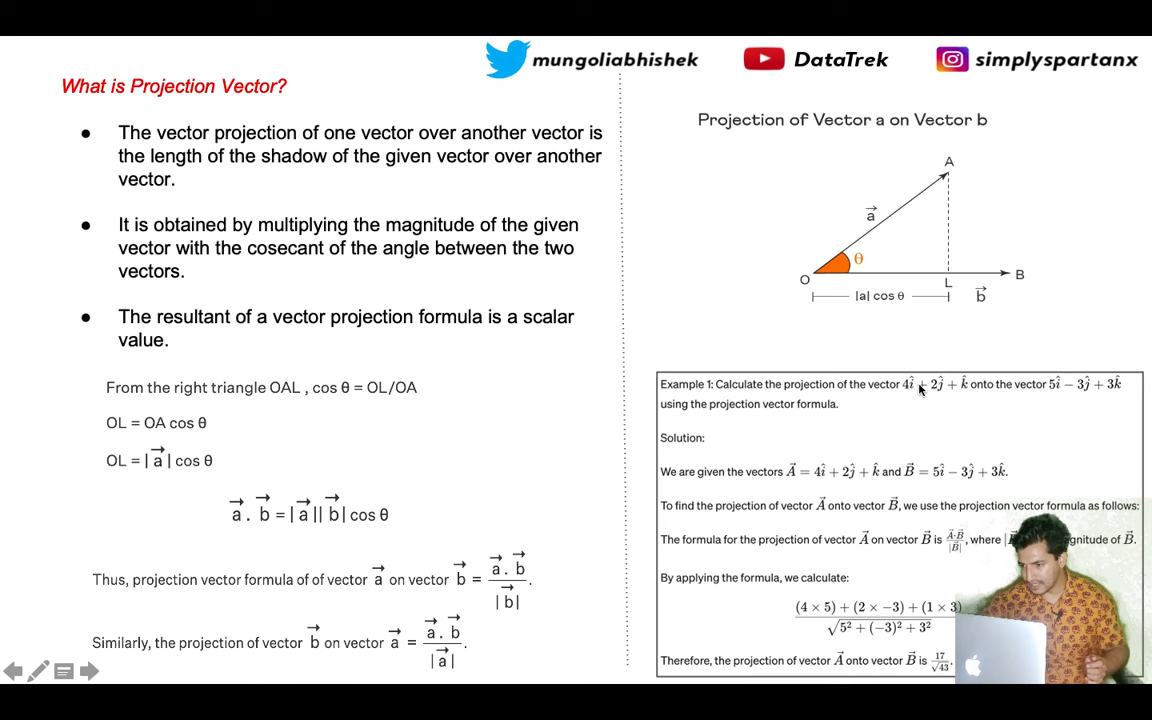 mungoliabhishek
DataTrek
simplyspartanx
What is Projection Vector?
● The vector projection of one vector over another vector is
the length of the shadow of the given vector over another
vector.
● It is obtained by multiplying the magnitude of the given
vector with the cosecant of the angle between the two
vectors.
● The resultant of a vector projection formula is a scalar
value.
From the right triangle OAL , cos θ = OL/OA
OL = OA cos θ
OL = | a⃗ | cos θ
a⃗ . b⃗ = | a⃗ || b⃗ | cos θ
Thus, projection vector formula of of vector a⃗ on vector b⃗ = a⃗ . b⃗ / | b⃗ | .
Similarly, the projection of vector b⃗ on vector a⃗ = a⃗ . b⃗ / | a⃗ | .
Projection of Vector a on Vector b
A
a⃗
θ
O
L
B
|a| cos θ
b⃗
Example 1: Calculate the projection of the vector 4î + 2ĵ + k̂ onto the vector 5î − 3ĵ + 3k̂
using the projection vector formula.
Solution:
We are given the vectors A⃗ = 4î + 2ĵ + k̂ and B⃗ = 5î − 3ĵ + 3k̂.
To find the projection of vector A⃗ onto vector B⃗, we use the projection vector formula as follows:
The formula for the projection of vector A⃗ on vector B⃗ is A⃗·B⃗ / |B⃗|, where | gnitude of B⃗.
By applying the formula, we calculate:
(4 × 5) + (2 × −3) + (1 × 3)
√5² + (−3)² + 3²
Therefore, the projection of vector A⃗ onto vector B⃗ is 17/√43.